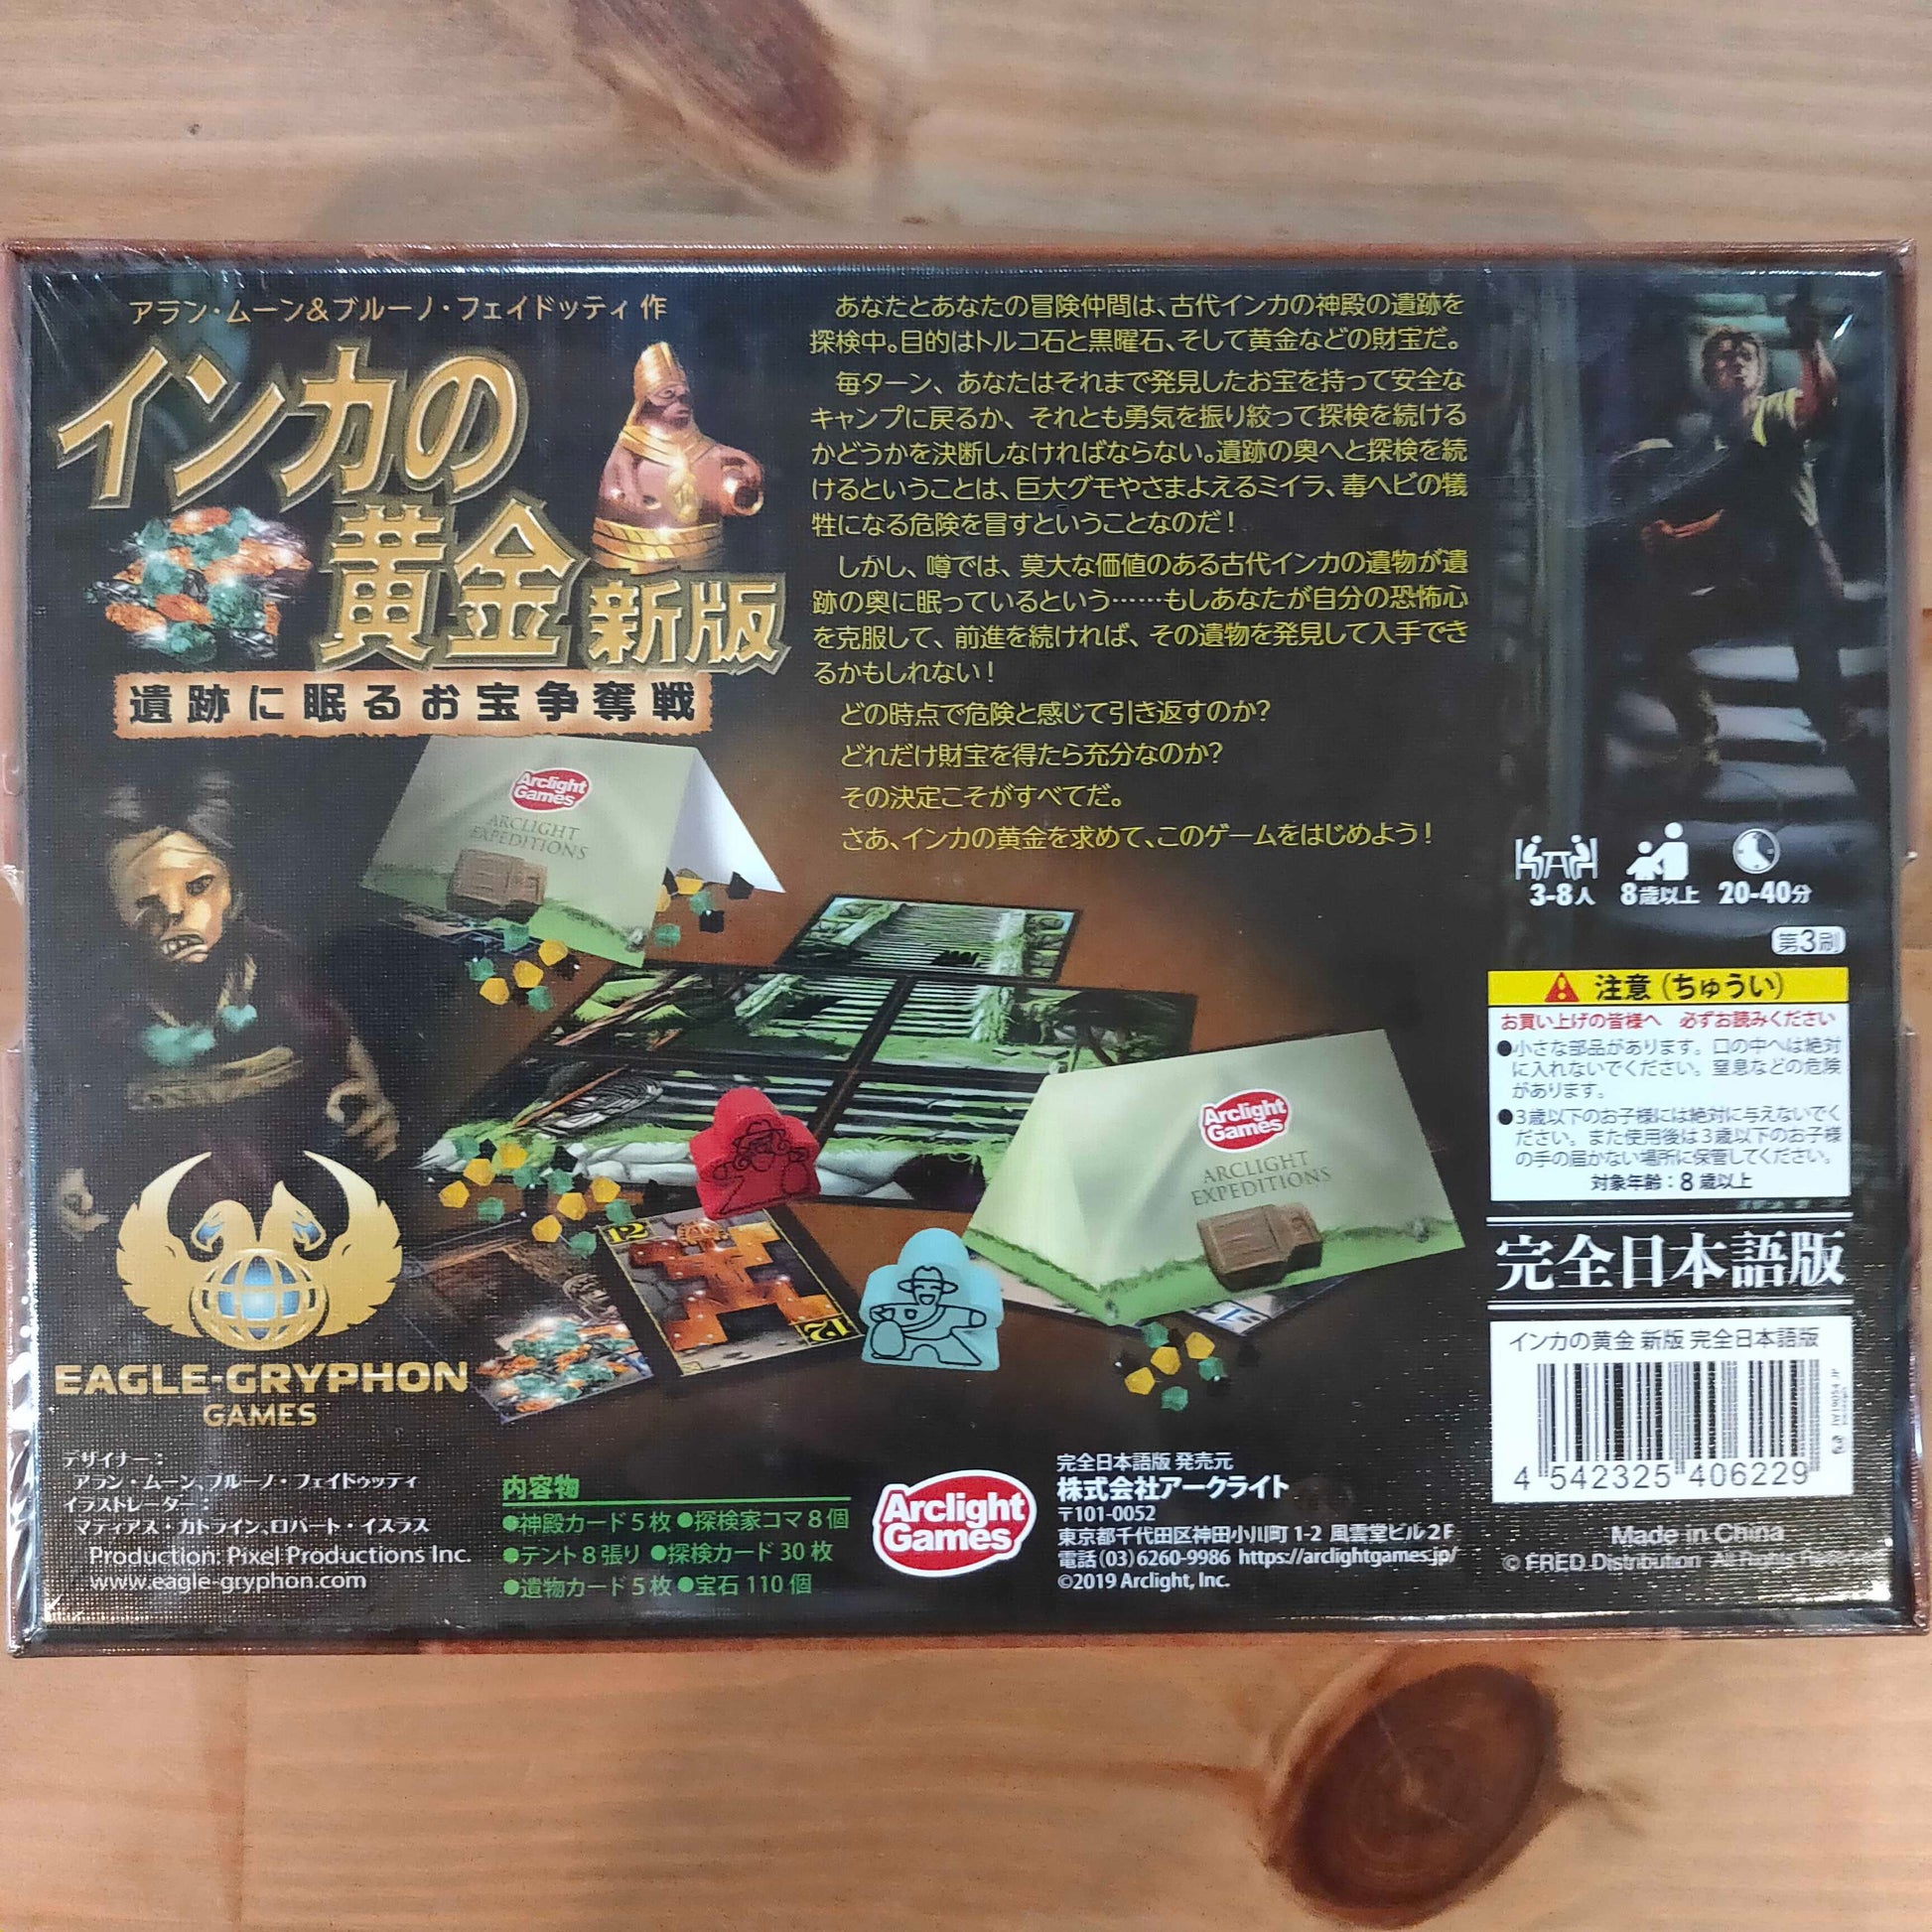 アラン・ムーン&ブルーノ・フェイドッティ 作
インカの
黄金 新版
遺跡に眠るお宝争奪戦
あなたとあなたの冒険仲間は、古代インカの神殿の遺跡を
探検中。目的はトルコ石と黒曜石、そして黄金などの財宝だ。
毎ターン、あなたはそれまで発見したお宝を持って安全な
キャンプに戻るか、それとも勇気を振り絞って探検を続ける
かどうかを決断しなければならない。遺跡の奥へと探検を続
けるということは、巨大グモやさまよえるミイラ、毒ヘビの犠
牲になる危険を冒すということなのだ！
しかし、噂では、莫大な価値のある古代インカの遺物が遺
跡の奥に眠っているという……もしあなたが自分の恐怖心
を克服して、前進を続ければ、その遺物を発見して入手でき
るかもしれない！
どの時点で危険と感じて引き返すのか?
どれだけ財宝を得たら充分なのか?
その決定こそがすべてだ。
さあ、インカの黄金を求めて、このゲームをはじめよう！
Arclight
Games
ARCLIGHT
EXPEDITIONS
Arclight
Games
ARCLIGHT
EXPEDITIONS
12
12
3-8人 8歳以上 20-40分
第3刷
注意（ちゅうい）
お買い上げの皆様へ 必ずお読みください
●小さな部品があります。口の中へは絶対
に入れないでください。窒息などの危険
があります。
●3歳以下のお子様には絶対に与えないでく
ださい。また使用後は3歳以下のお子様
の手の届かない場所に保管してください。
対象年齢：8歳以上
完全日本語版
インカの黄金 新版 完全日本語版
4 542325 406229
Made in China
© FRED Distribution All Rights
EAGLE-GRYPHON
GAMES
デザイナー：
アラン・ムーン、ブルーノ・フェイドゥッティ
イラストレーター：
マティアス・カトライン、ロバート・イスラス
Production: Pixel Productions Inc.
www.eagle-gryphon.com
内容物
●神殿カード 5 枚 ●探検家コマ 8 個
●テント 8 張り ●探検カード 30 枚
●遺物カード 5 枚 ●宝石 110 個
Arclight
Games
完全日本語版 発売元
株式会社アークライト
〒101-0052
東京都千代田区神田小川町 1-2 風雲堂ビル 2F
電話（03）6260-9986 https://arclightgames.jp/
©2019 Arclight, Inc.